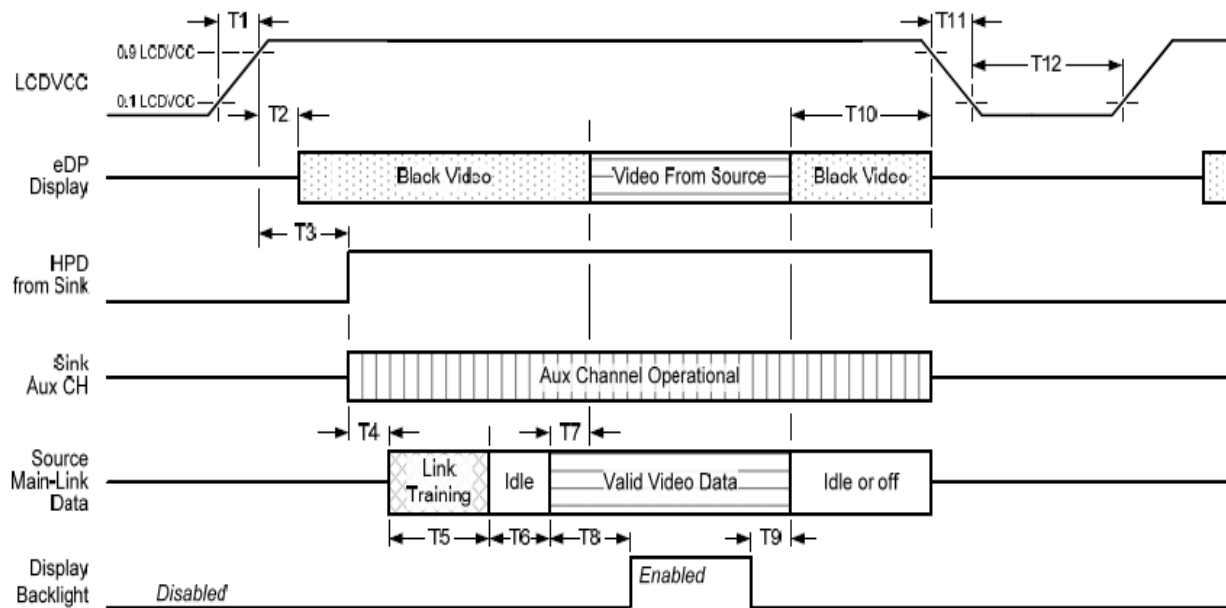 T1
T11
0.9 LCDVCC
LCDVCC
T12
0.1 LCDVCC
T2
T10
eDP
Display
Black Video
Video From Source
Black Video
T3
HPD
from Sink
Sink
Aux CH
Aux Channel Operational
T4
T7
Source
Main-Link
Data
Link
Training
Idle
Valid Video Data
Idle or off
T5
T6
T8
T9
Display
Backlight
Disabled
Enabled